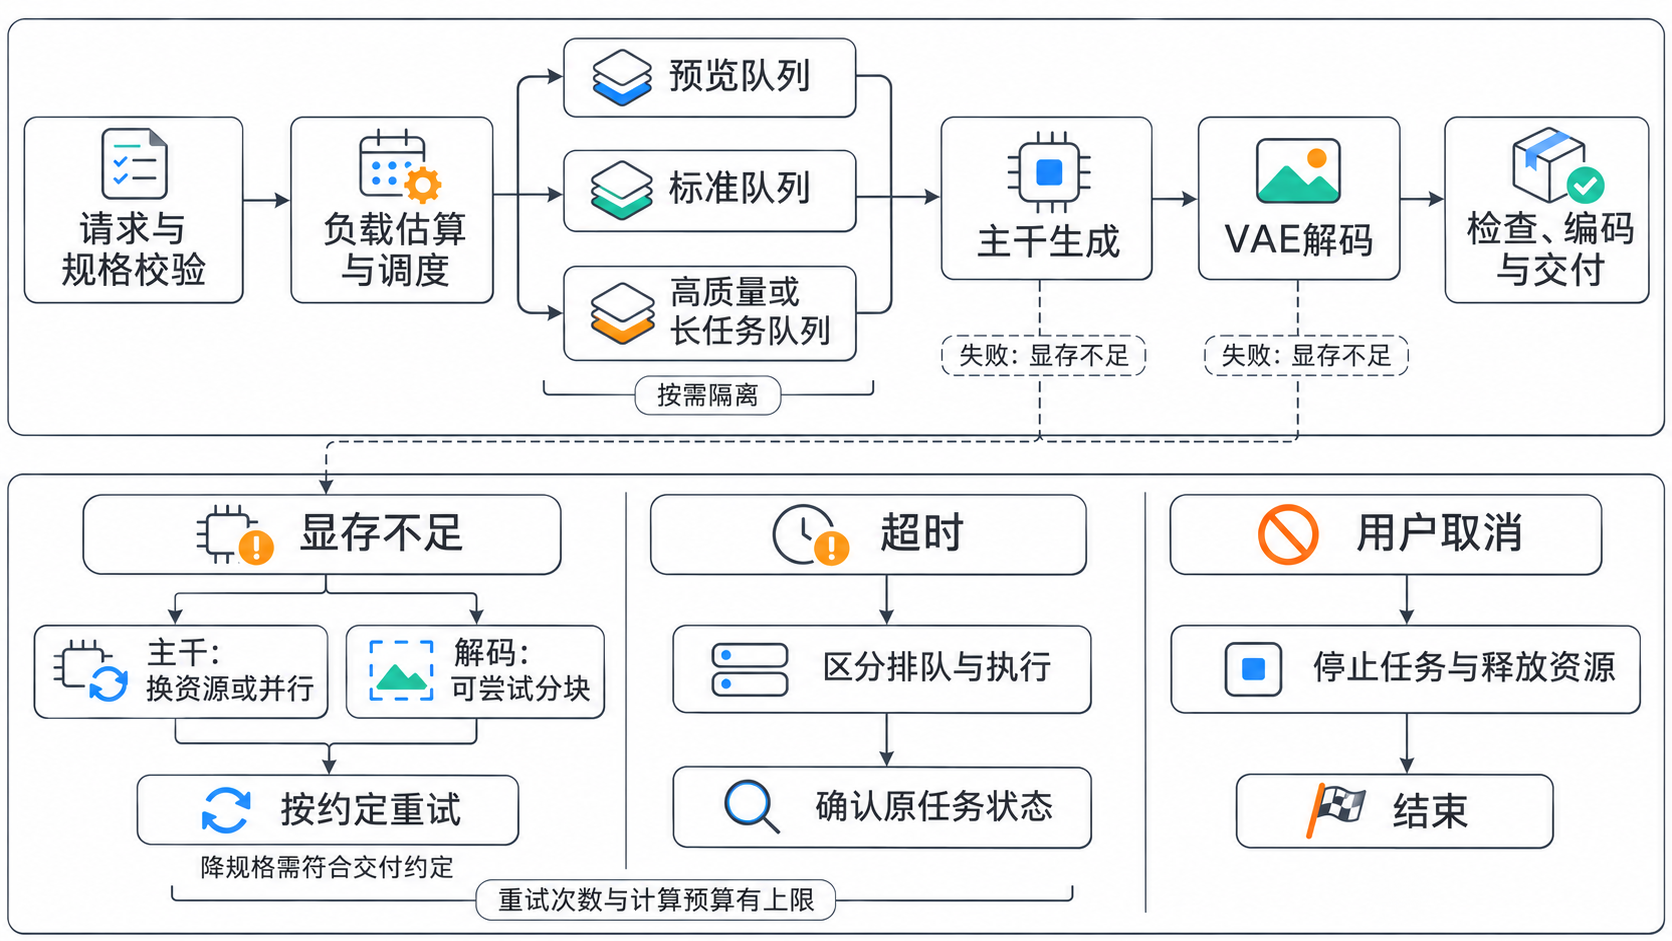 请求与
规格校验
负载估算
与调度
预览队列
标准队列
高质量或
长任务队列
按需隔离
主干生成
VAE解码
检查、编码
与交付
失败：显存不足
失败：显存不足
显存不足
主干：
换资源或并行
解码：
可尝试分块
按约定重试
降规格需符合交付约定
超时
区分排队与执行
确认原任务状态
重试次数与计算预算有上限
用户取消
停止任务与释放资源
结束